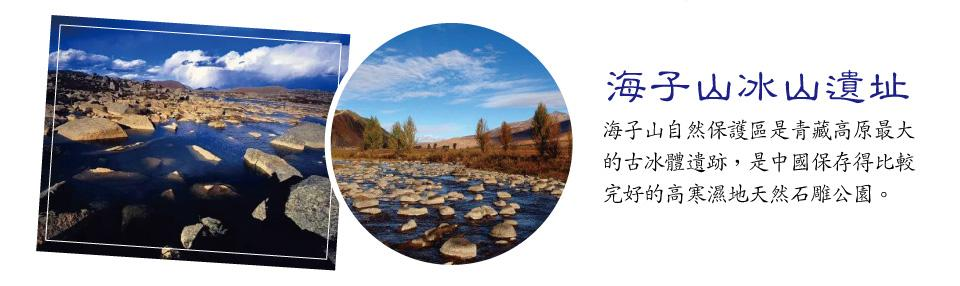 海子山冰山遺址
海子山自然保護區是青藏高原最大
的古冰體遺跡，是中國保存得比較
完好的高寒濕地天然石雕公園。